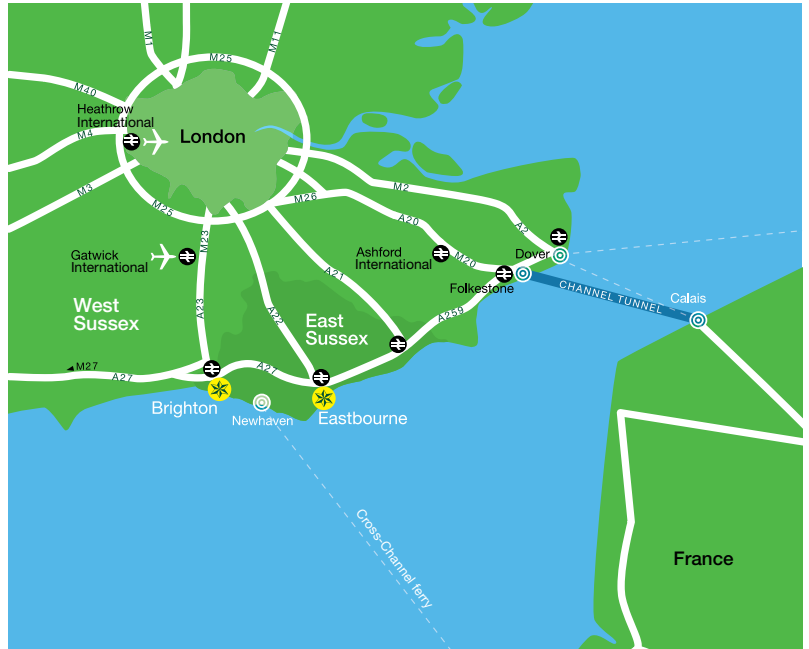 M1
M11
M25
M40
Heathrow
International
M4
London
M3
M25
M26
M2
M23
A20
A2
Gatwick
International
Ashford
International
M20
Dover
A21
Folkestone
CHANNEL TUNNEL
Calais
West
Sussex
A23
A22
East
Sussex
A259
M27
A27
A27
Brighton
Newhaven
Eastbourne
Cross-Channel ferry
France